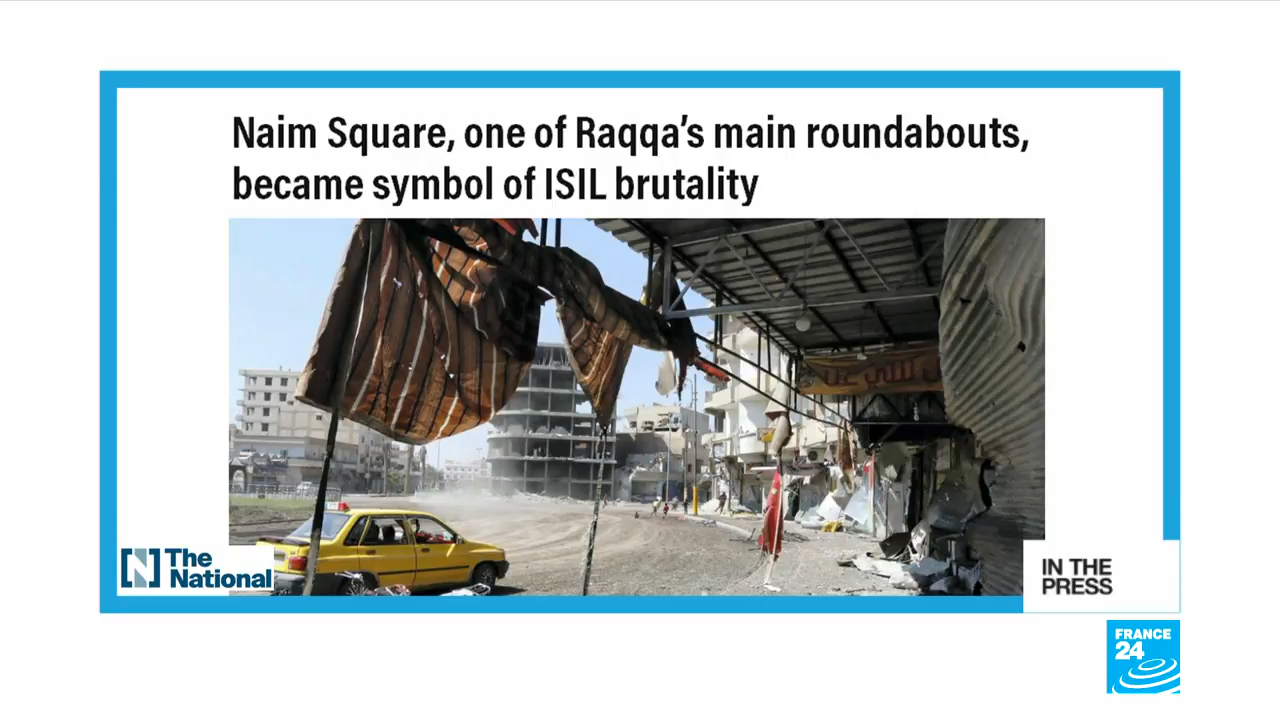 Naim Square, one of Raqqa's main roundabouts,
became symbol of ISIL brutality
The
National
IN THE
PRESS
FRANCE
24